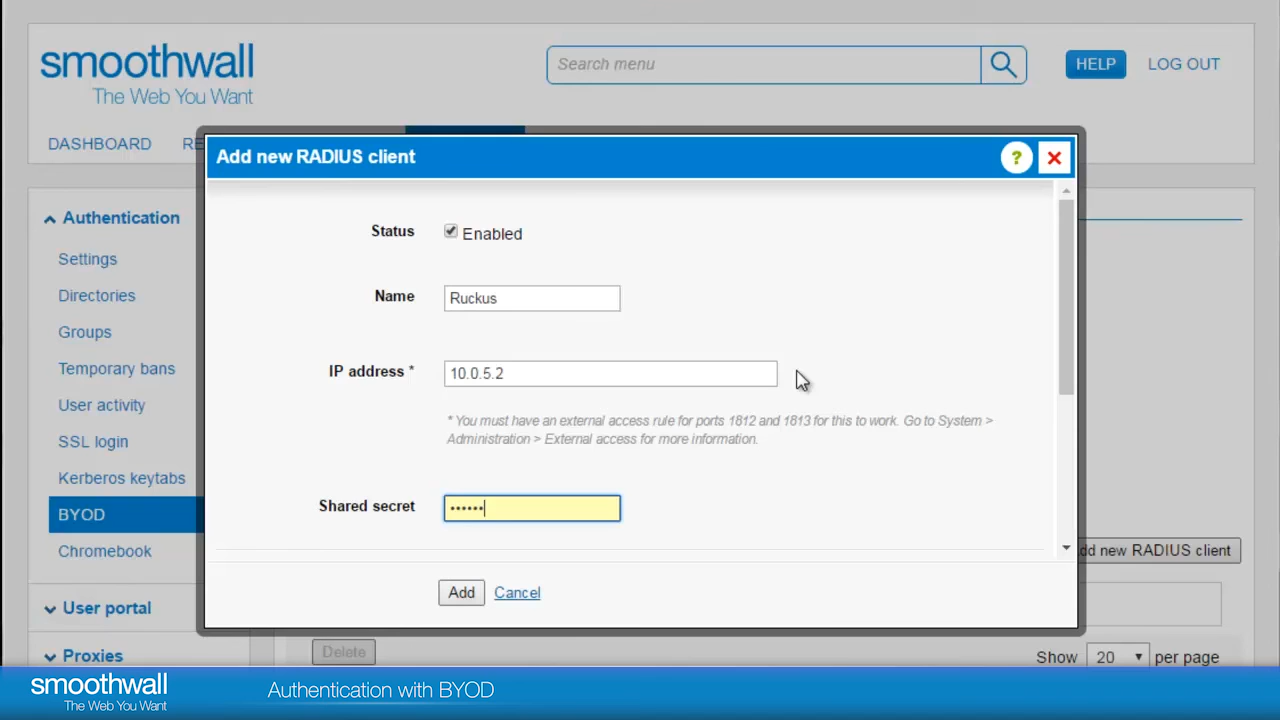 smoothwall
The Web You Want
Search menu
HELP
LOG OUT
DASHBOARD
RE
Add new RADIUS client
?
Authentication
Settings
Directories
Groups
Temporary bans
User activity
SSL login
Kerberos keytabs
BYOD
Chromebook
User portal
Proxies
Status
Enabled
Name
Ruckus
IP address *
10.0.5.2
* You must have an external access rule for ports 1812 and 1813 for this to work. Go to System >
Administration > External access for more information.
Shared secret
••••••
Add
Cancel
dd new RADIUS client
Delete
Show 20 per page
smoothwall
The Web You Want
Authentication with BYOD